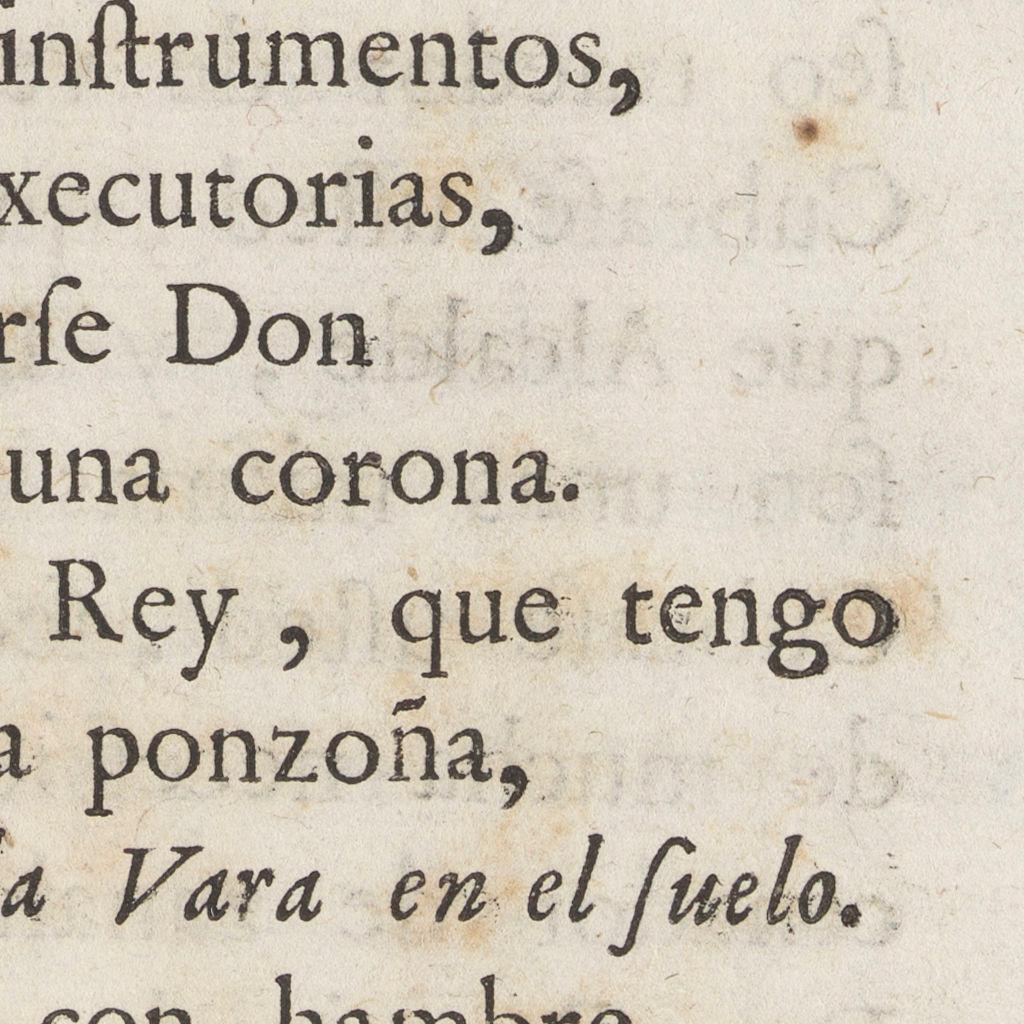 inſtrumentos,
xecutorias,
rſe Don
una corona.
Rey, que tengo
a ponzoña,
a Vara en el ſuelo.
con hambre